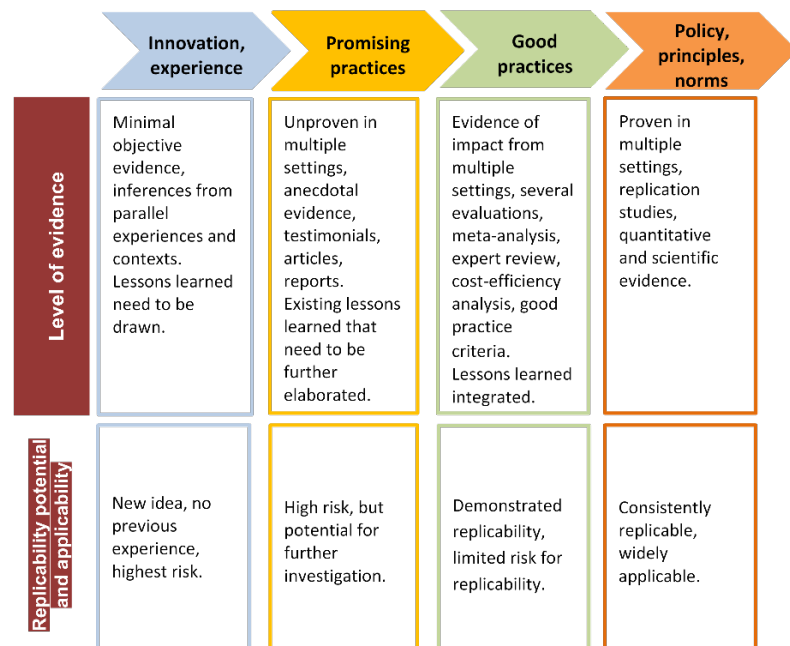 Innovation,
experience
Promising
practices
Good
practices
Policy,
principles,
norms
Level of evidence
Minimal
objective
evidence,
inferences from
parallel
experiences and
contexts.
Lessons learned
need to be
drawn.
Unproven in
multiple
settings,
anecdotal
evidence,
testimonials,
articles,
reports.
Existing lessons
learned that
need to be
further
elaborated.
Evidence of
impact from
multiple
settings, several
evaluations,
meta-analysis,
expert review,
cost-efficiency
analysis, good
practice
criteria.
Lessons learned
integrated.
Proven in
multiple
settings,
replication
studies,
quantitative
and scientific
evidence.
Replicability potential
and applicability
New idea, no
previous
experience,
highest risk.
High risk, but
potential for
further
investigation.
Demonstrated
replicability,
limited risk for
replicability.
Consistently
replicable,
widely
applicable.